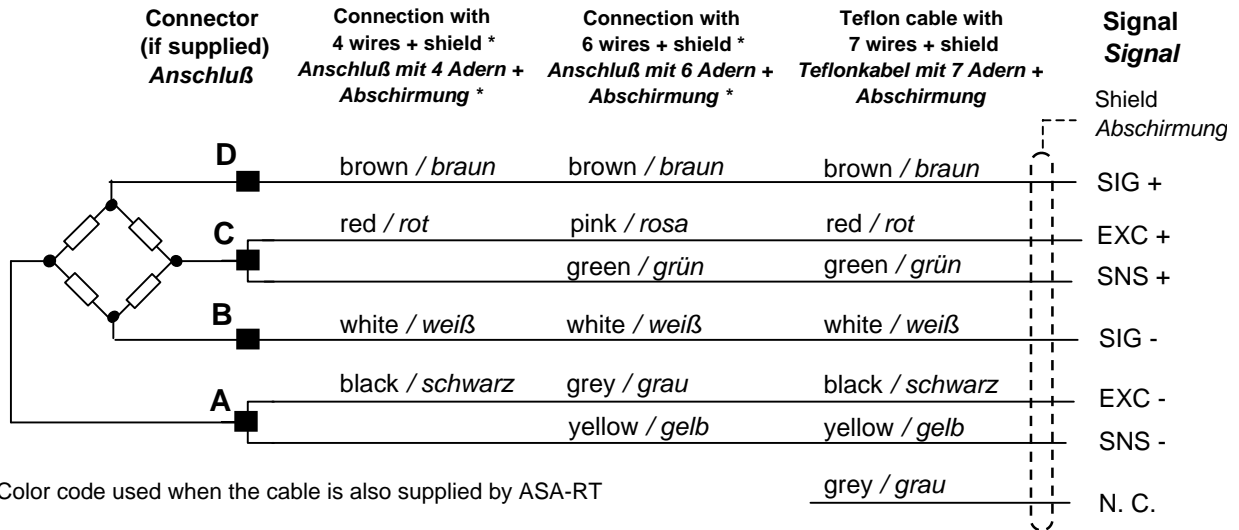 Connector
(if supplied)
Anschluß
Connection with
4 wires + shield *
Anschluß mit 4 Adern +
Abschirmung *
Connection with
6 wires + shield *
Anschluß mit 6 Adern +
Abschirmung *
Teflon cable with
7 wires + shield
Teflonkabel mit 7 Adern +
Abschirmung
Signal
Signal
Shield
Abschirmung
D brown / braun brown / braun brown / braun SIG +
C red / rot pink / rosa red / rot EXC +
green / grün green / grün SNS +
B white / weiß white / weiß white / weiß SIG -
A black / schwarz grey / grau black / schwarz EXC -
yellow / gelb yellow / gelb SNS -
Color code used when the cable is also supplied by ASA-RT
grey / grau N. C.